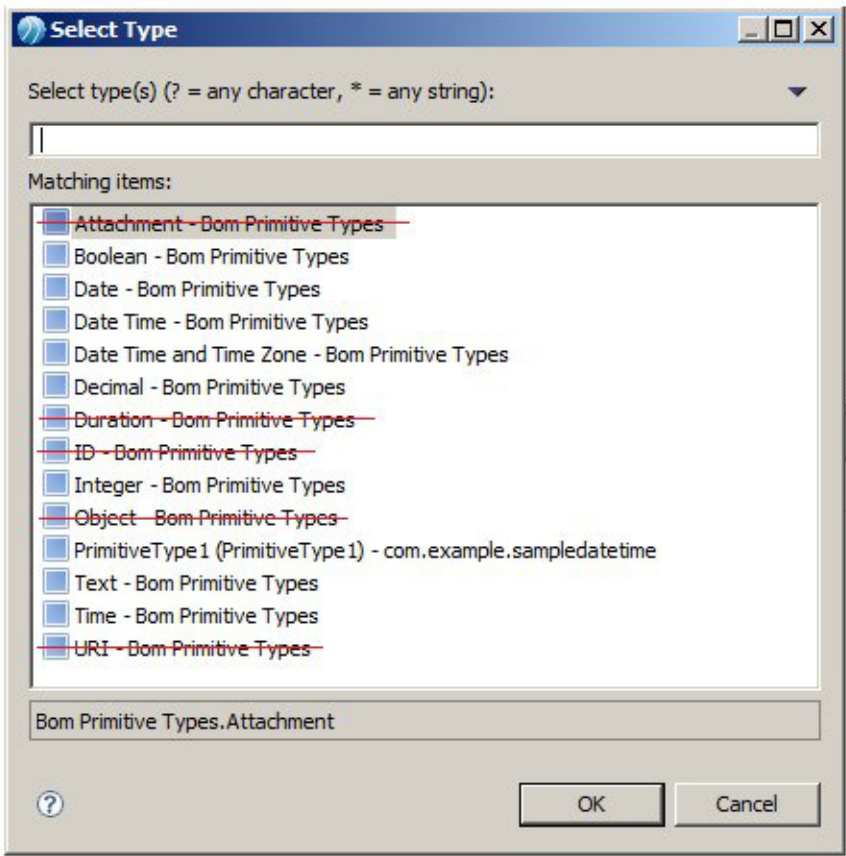 Select Type
Select type(s) (? = any character, * = any string):
Matching items:
Attachment - Bom Primitive Types
Boolean - Bom Primitive Types
Date - Bom Primitive Types
Date Time - Bom Primitive Types
Date Time and Time Zone - Bom Primitive Types
Decimal - Bom Primitive Types
Duration - Bom Primitive Types
ID - Bom Primitive Types
Integer - Bom Primitive Types
Object - Bom Primitive Types
PrimitiveType1 (PrimitiveType1) - com.example.sampledatetime
Text - Bom Primitive Types
Time - Bom Primitive Types
URI - Bom Primitive Types
Bom Primitive Types.Attachment
? OK Cancel